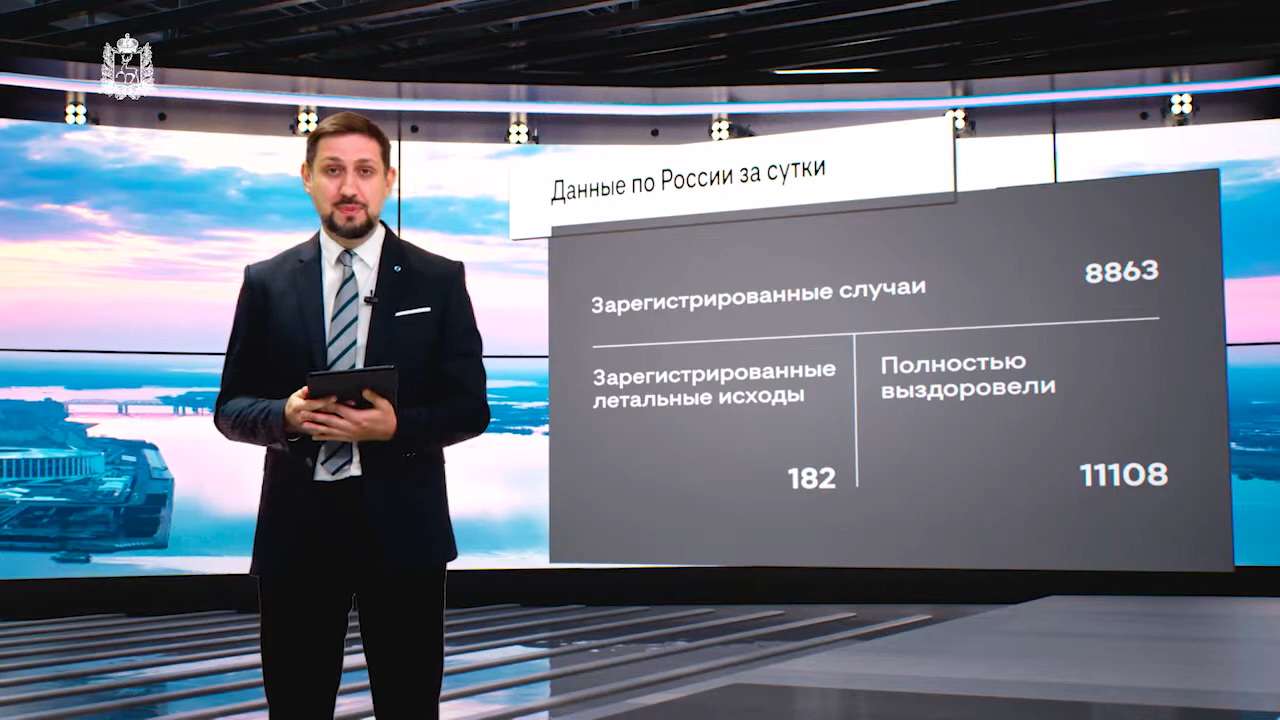 Данные по России за сутки
Зарегистрированные случаи
8863
Зарегистрированные
летальные исходы
182
Полностью
выздоровели
11108